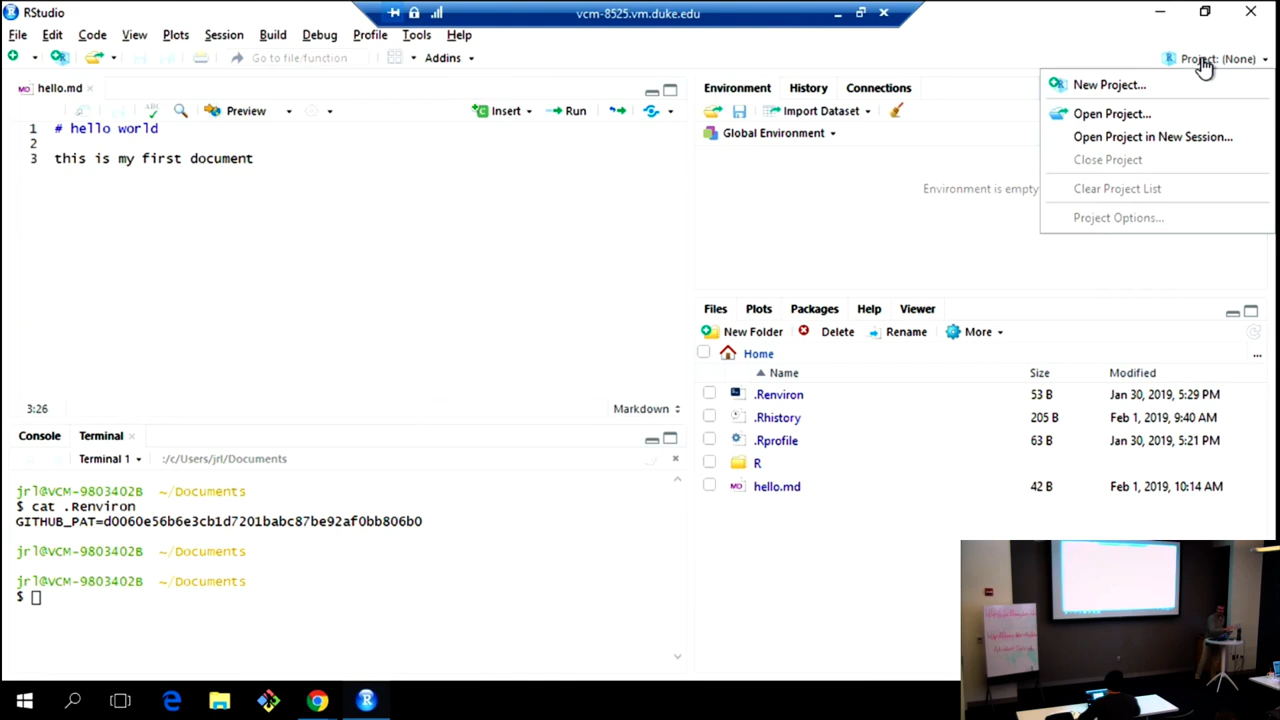 RStudio
vcm-8525.vm.duke.edu
File Edit Code View Plots Session Build Debug Profile Tools Help
Go to file/function
Addins
Project: (None)
hello.md
Preview
Insert
Run
1 # hello world
2
3 this is my first document
3:26
Markdown
Console Terminal
Terminal 1 :/c/Users/jrl/Documents
jrl@VCM-9803402B ~/Documents
$ cat .Renviron
GITHUB_PAT=d0060e56b6e3cb1d7201babc87be92af0bb806b0
jrl@VCM-9803402B ~/Documents
jrl@VCM-9803402B ~/Documents
$
Environment History Connections
Import Dataset
Global Environment
Environment is empty
New Project...
Open Project...
Open Project in New Session...
Close Project
Clear Project List
Project Options...
Files Plots Packages Help Viewer
New Folder Delete Rename More
Home
Name Size Modified
.Renviron 53 B Jan 30, 2019, 5:29 PM
.Rhistory 205 B Feb 1, 2019, 9:40 AM
.Rprofile 63 B Jan 30, 2019, 5:21 PM
R
hello.md 42 B Feb 1, 2019, 10:14 AM